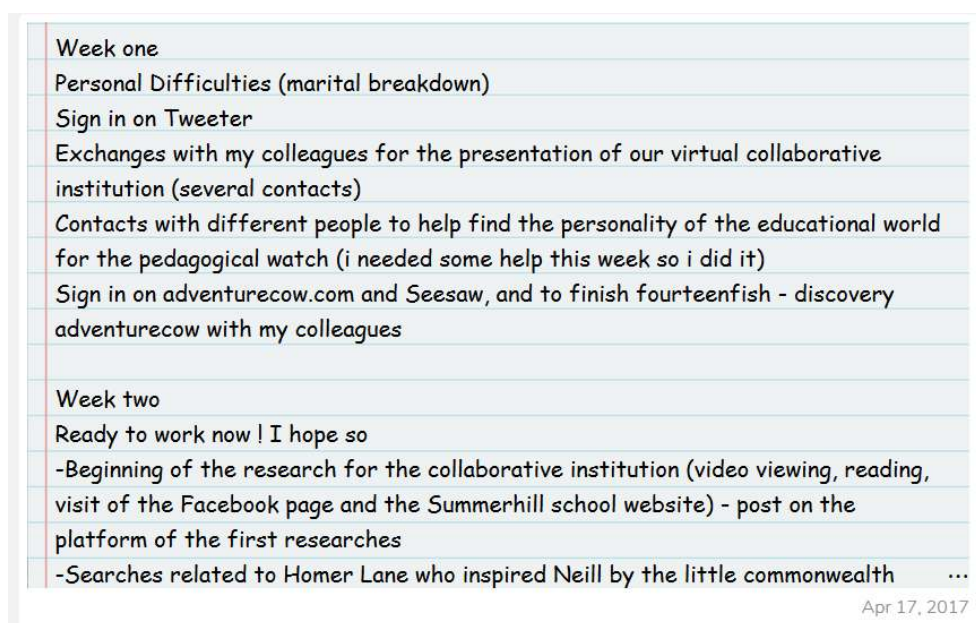 Week one
Personal Difficulties (marital breakdown)
Sign in on Tweeter
Exchanges with my colleagues for the presentation of our virtual collaborative
institution (several contacts)
Contacts with different people to help find the personality of the educational world
for the pedagogical watch (i needed some help this week so i did it)
Sign in on adventurecow.com and Seesaw, and to finish fourteenfish - discovery
adventurecow with my colleagues
Week two
Ready to work now ! I hope so
-Beginning of the research for the collaborative institution (video viewing, reading,
visit of the Facebook page and the Summerhill school website) - post on the
platform of the first researches
-Searches related to Homer Lane who inspired Neill by the little commonwealth ...
Apr 17, 2017